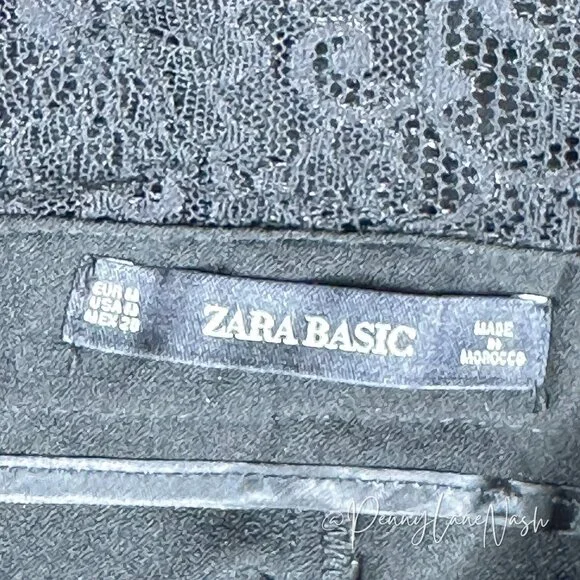 EUR M
USA M
MEX 28
ZARA BASIC
MADE
IN
MOROCCO
@PennyLaneNash